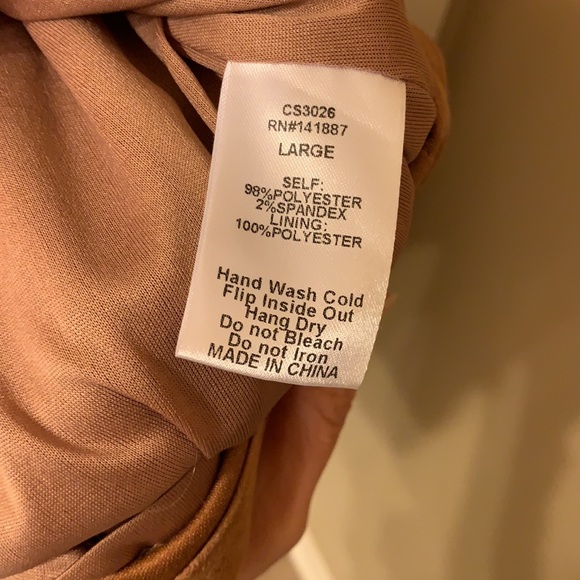 CS3026
RN#141887
LARGE
SELF:
98%POLYESTER
2%SPANDEX
LINING:
100%POLYESTER
Hand Wash Cold
Flip Inside Out
Hang Dry
Do not Bleach
Do not Iron
MADE IN CHINA